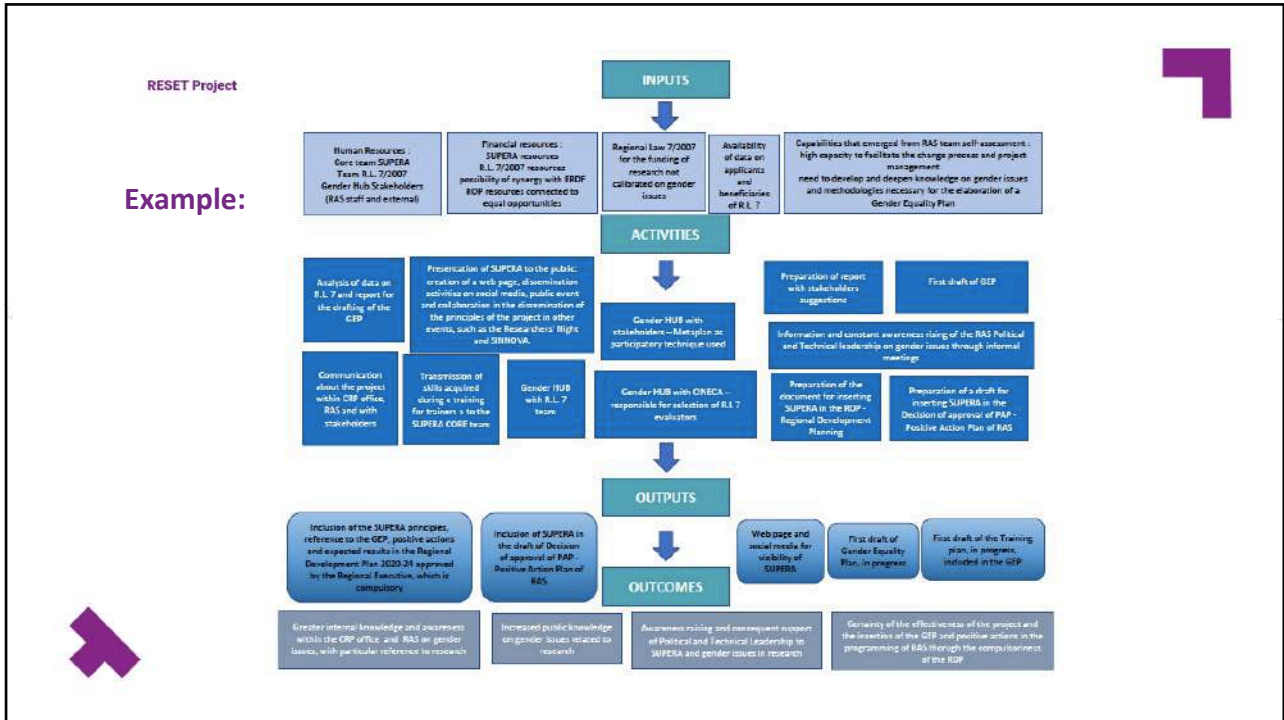 RESET Project
Example:
INPUTS
Human Resources :
Core team SUPERA
Team R.L. 7/2007
Gender Hub Stakeholders
(RAS staff and external)
Financial resources :
SUPERA resources
R.L. 7/2007 resources
possibility of synergy with ERDF
ROP resources connected to
equal opportunities
Regional Law 7/2007
for the funding of
research not
calibrated on gender
issues
Availability
of data on
applicants
and
beneficiaries
of R.L. 7
Capabilities that emerged from RAS team self-assessment :
high capacity to facilitate the change process and project
management
need to develop and deepen knowledge on gender issues
and methodologies necessary for the elaboration of a
Gender Equality Plan
ACTIVITIES
Analysis of data on
R.L. 7 and report for
the drafting of the
GEP
Presentation of SUPERA to the public:
creation of a web page, dissemination
activities on social media, public event
and collaboration in the dissemination of
the principles of the project in other
events, such as the Researchers' Night
and SINNOVA.
Gender HUB with
stakeholders – Metaplan as
participatory technique used
Preparation of report
with stakeholders
suggestions
First draft of GEP
Information and constant awareness rising of the RAS Political
and Technical leadership on gender issues through informal
meetings
Communication
about the project
within CRP office,
RAS and with
stakeholders
Transmission of
skills acquired
during « training
for trainers » to the
SUPERA CORE team
Gender HUB
with R.L. 7
team
Gender HUB with CINECA –
responsible for selection of R.L 7
evaluators
Preparation of the
document for inserting
SUPERA in the RDP -
Regional Development
Planning
Preparation of a draft for
inserting SUPERA in the
Decision of approval of PAP -
Positive Action Plan of RAS
OUTPUTS
Inclusion of the SUPERA principles,
reference to the GEP, positive actions
and expected results in the Regional
Development Plan 2020-24 approved
by the Regional Executive, which is
compulsory
Inclusion of SUPERA in
the draft of Decision
of approval of PAP -
Positive Action Plan of
RAS
Web page and
social media for
visibility of
SUPERA
First draft of
Gender Equality
Plan, in progress
First draft of the Training
plan, in progress,
included in the GEP
OUTCOMES
Greater internal knowledge and awareness
within the CRP office and RAS on gender
issues, with particular reference to research
Increased public knowledge
on gender issues related to
research
Awareness raising and consequent support
of Political and Technical Leadership to
SUPERA and gender issues in research
Certainty of the effectiveness of the project and
the insertion of the GEP and positive actions in the
programming of RAS thorugh the compulsoriness
of the RDP